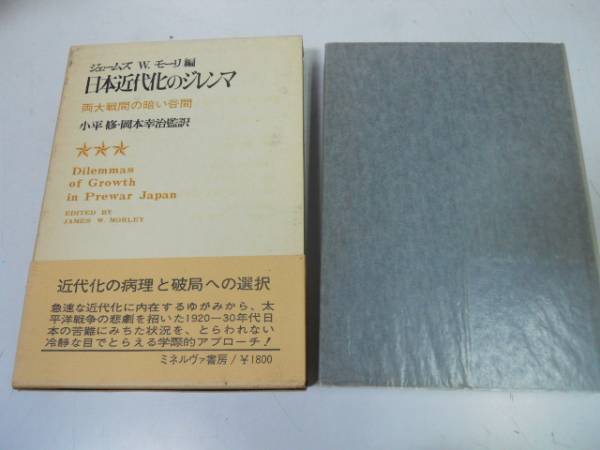 ジェームズ W. モーリ編
日本近代化のジレンマ
両大戦間の暗い谷間
小平 修・岡本幸治監訳
Dilemmas
of Growth
in Prewar Japan
EDITED BY
JAMES W. MORLEY
近代化の病理と破局への選択
急速な近代化に内在するゆがみから、太
平洋戦争の悲劇を招いた1920—30年代日
本の苦難にみちた状況を、とらわれない
冷静な目でとらえる学際的アプローチ!
ミネルヴァ書房/¥1800